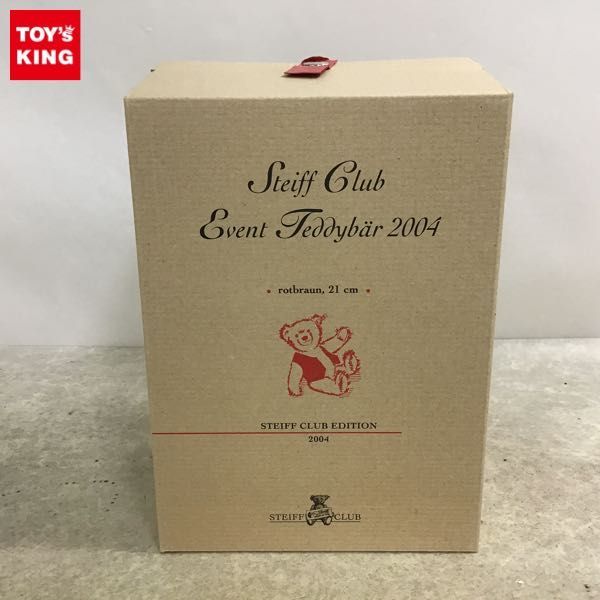 TOY'S
KING
Steiff Club
Event Teddybär 2004
rotbraun, 21 cm
STEIFF CLUB EDITION
2004
STEIFF CLUB